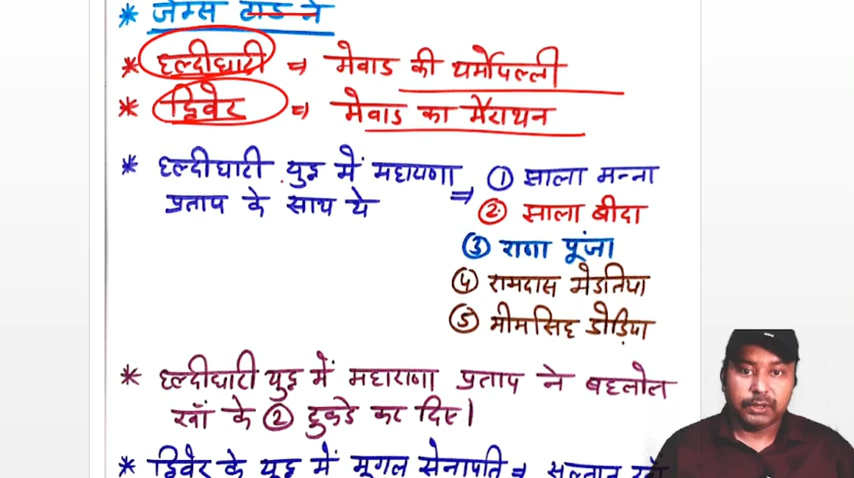 * जेम्स टाड ने
* हल्दीघाटी ⇒ मेवाड की थर्मोपल्ली
* दिवेर ⇒ मेवाड का मैराथन
* हल्दीघाटी युद्ध में महाराणा ⇒ ① झाला मन्ना
प्रताप के साथ थे ② झाला बीदा
③ राणा पूंजा
④ रामदास मेडतिया
⑤ भीमसिंह डोड़िया
* हल्दीघाटी युद्ध में महाराणा प्रताप ने बहलोल
खाँ के ② टुकडे कर दिए।
* दिवेर के युद्ध में मूगल सेनापति = सुल्तान खाँ